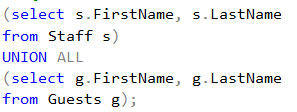 (select s.FirstName, s.LastName
from Staff s)
UNION ALL
(select g.FirstName, g.LastName
from Guests g);